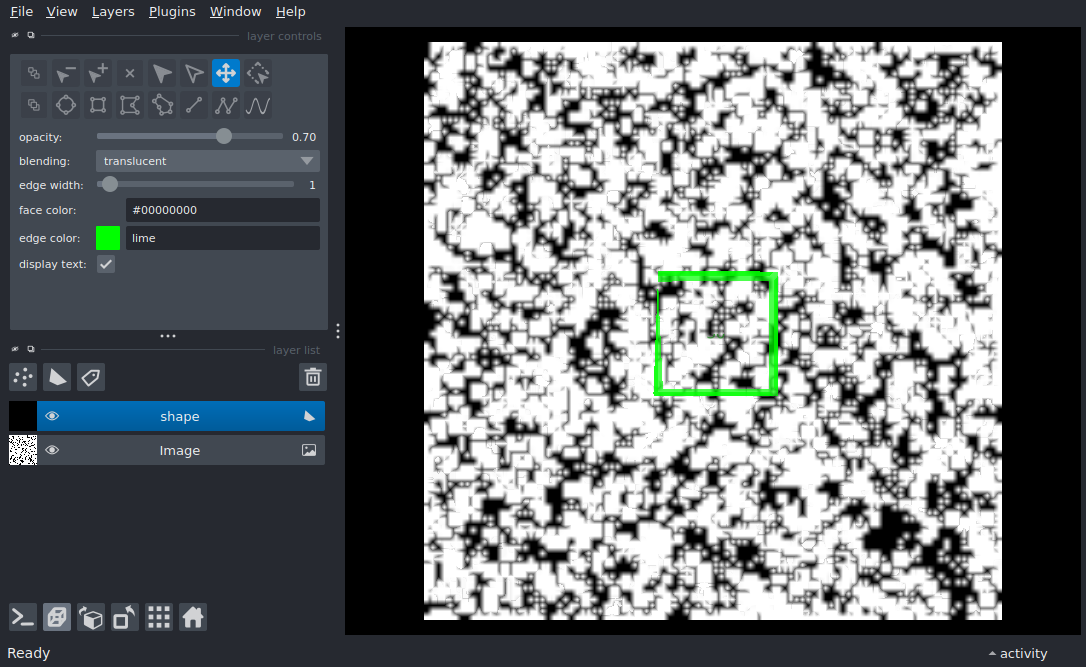 File View Layers Plugins Window Help
layer controls
opacity: 0.70
blending: translucent
edge width: 1
face color: #00000000
edge color: lime
display text:
layer list
shape
Image
Ready activity